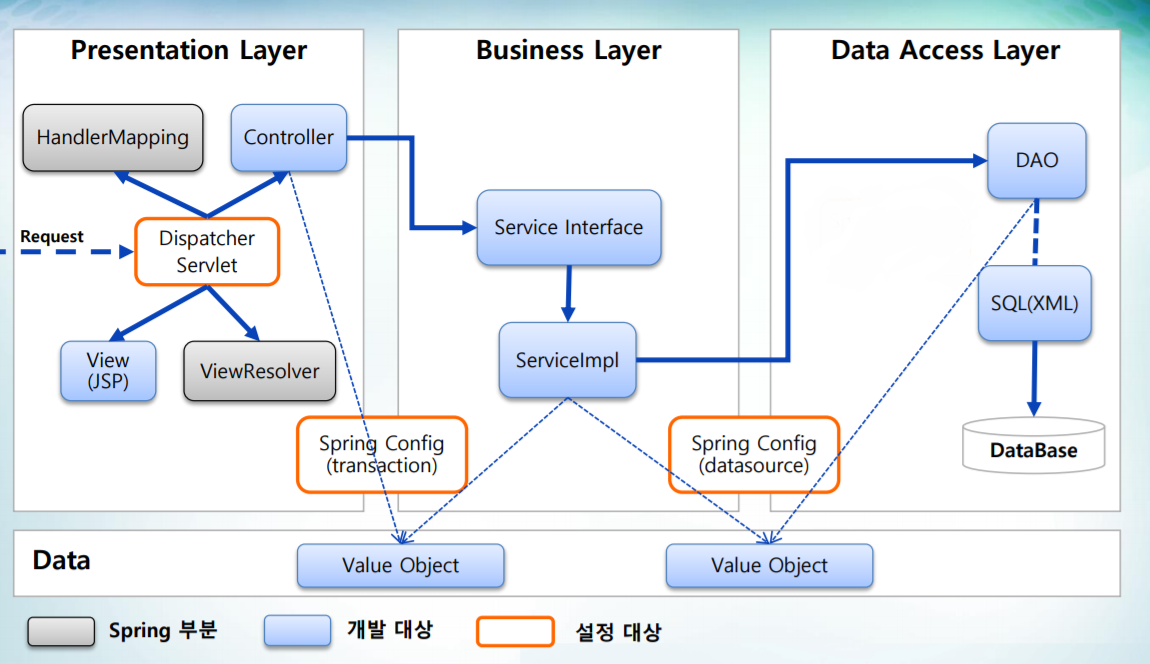 Presentation Layer
Business Layer
Data Access Layer
HandlerMapping
Controller
DAO
Service Interface
Request
Dispatcher
Servlet
SQL(XML)
View
(JSP)
ViewResolver
ServiceImpl
Spring Config
(transaction)
Spring Config
(datasource)
DataBase
Data
Value Object
Value Object
Spring 부분
개발 대상
설정 대상